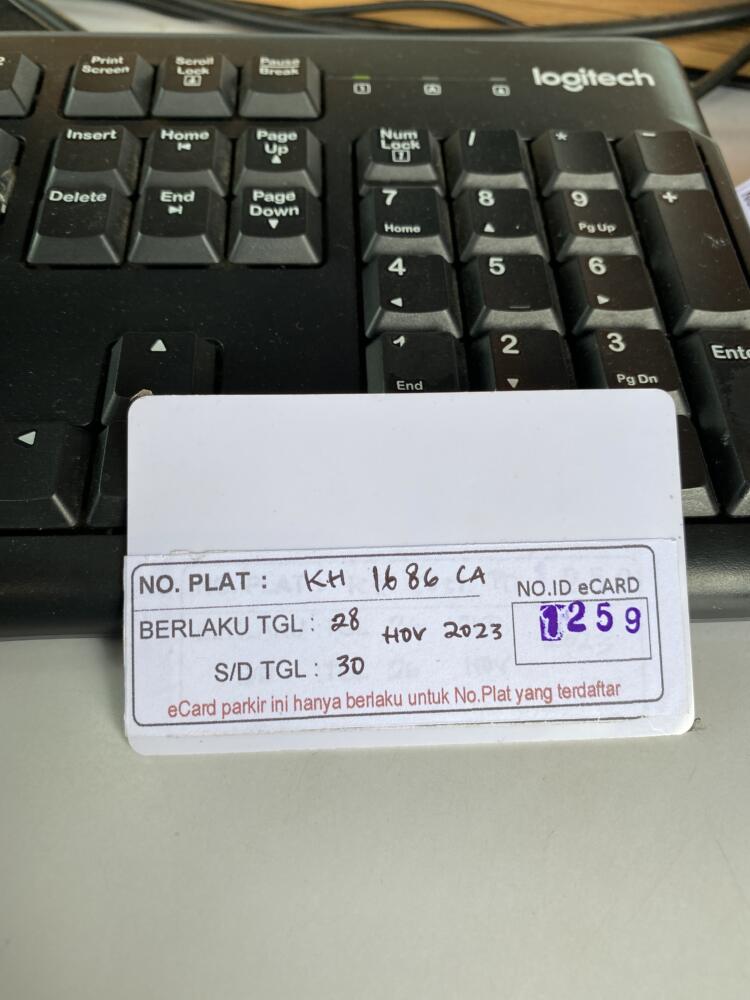 Print Screen
Scroll Lock
Pause Break
logitech
Insert
Home
Page Up
Num Lock
/
*
-
Delete
End
Page Down
7 Home
8
9 Pg Up
+
4
5
6
1 End
2
3 Pg Dn
NO. PLAT : KH 1686 CA
NO.ID eCARD
1259
BERLAKU TGL : 28 NOV 2023
S/D TGL : 30
eCard parkir ini hanya berlaku untuk No.Plat yang terdaftar